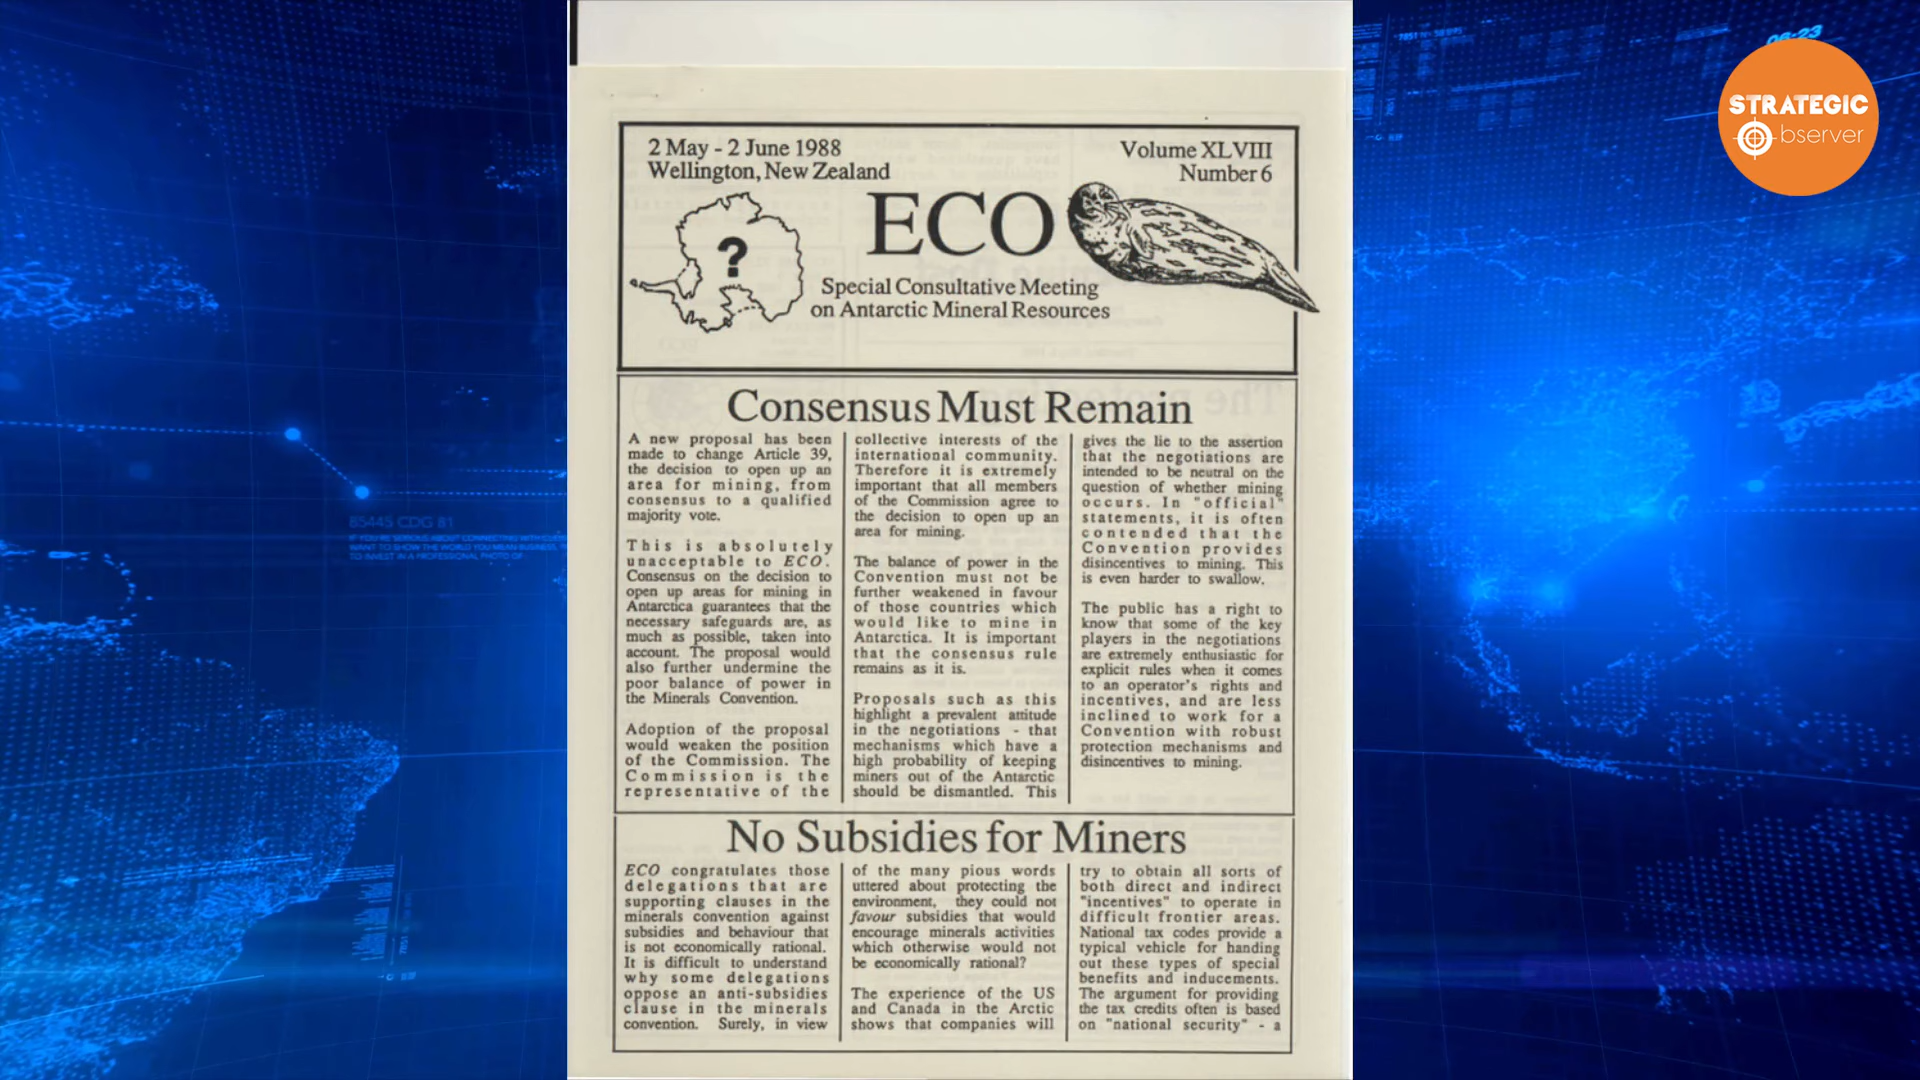 STRATEGIC
bserver
2 May - 2 June 1988
Wellington, New Zealand
Volume XLVIII
Number 6
?
ECO
Special Consultative Meeting
on Antarctic Mineral Resources
Consensus Must Remain
A new proposal has been
made to change Article 39,
the decision to open up an
area for mining, from
consensus to a qualified
majority vote.
This is absolutely
unacceptable to ECO.
Consensus on the decision to
open up areas for mining in
Antarctica guarantees that the
necessary safeguards are, as
much as possible, taken into
account. The proposal would
also further undermine the
poor balance of power in
the Minerals Convention.
Adoption of the proposal
would weaken the position
of the Commission. The
Commission is the
representative of the
collective interests of the
international community.
Therefore it is extremely
important that all members
of the Commission agree to
the decision to open up an
area for mining.
The balance of power in the
Convention must not be
further weakened in favour
of those countries which
would like to mine in
Antarctica. It is important
that the consensus rule
remains as it is.
Proposals such as this
highlight a prevalent attitude
in the negotiations - that
mechanisms which have a
high probability of keeping
miners out of the Antarctic
should be dismantled. This
gives the lie to the assertion
that the negotiations are
intended to be neutral on the
question of whether mining
occurs. In "official"
statements, it is often
contended that the
Convention provides
disincentives to mining. This
is even harder to swallow.
The public has a right to
know that some of the key
players in the negotiations
are extremely enthusiastic for
explicit rules when it comes
to an operator's rights and
incentives, and are less
inclined to work for a
Convention with robust
protection mechanisms and
disincentives to mining.
No Subsidies for Miners
ECO congratulates those
delegations that are
supporting clauses in the
minerals convention against
subsidies and behaviour that
is not economically rational.
It is difficult to understand
why some delegations
oppose an anti-subsidies
clause in the minerals
convention. Surely, in view
of the many pious words
uttered about protecting the
environment, they could not
favour subsidies that would
encourage minerals activities
which otherwise would not
be economically rational?
The experience of the US
and Canada in the Arctic
shows that companies will
try to obtain all sorts of
both direct and indirect
"incentives" to operate in
difficult frontier areas.
National tax codes provide a
typical vehicle for handing
out these types of special
benefits and inducements.
The argument for providing
the tax credits often is based
on "national security" - a
85445 CDG 81